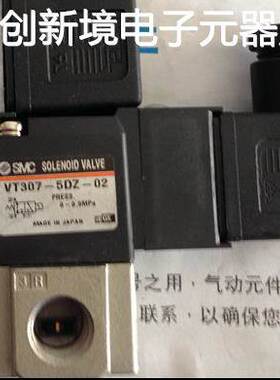 创新境电子元器
SMC SOLENOID VALVE
VT307-5DZ-02
PRESS.
0-0.9MPa
MADE IN JAPAN
3(R)
号之用，气动元件
联系，以确保您